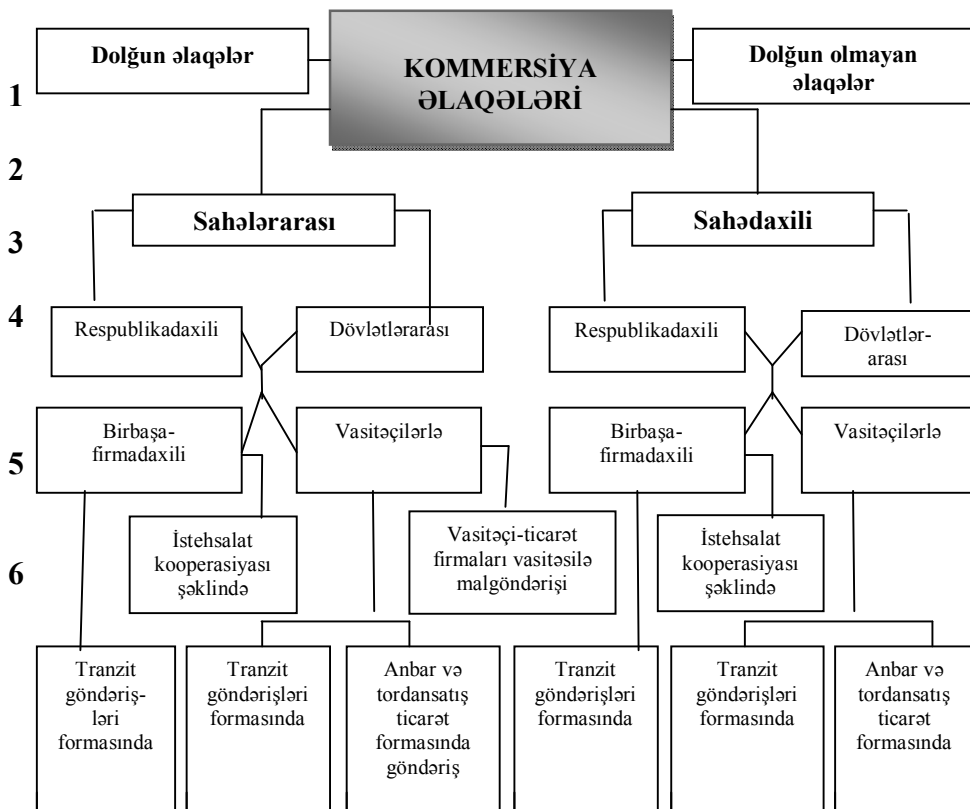 Dolğun əlaqələr
KOMMERSİYA
ƏLAQƏLƏRİ
Dolğun olmayan
əlaqələr
1
2
Sahələrarası
Sahədaxili
3
4
Respublikadaxili
Dövlətlərarası
Respublikadaxili
Dövlətlər-
arası
Birbaşa-
firmadaxili
Vasitəçilərlə
Birbaşa-
firmadaxili
Vasitəçilərlə
5
İstehsalat
kooperasiyası
şəklində
Vasitəçi-ticarət
firmaları vasitəsilə
malgöndərişi
İstehsalat
kooperasiyası
şəklində
6
Tranzit
göndəriş-
ləri
formasında
Tranzit
göndərişləri
formasında
Anbar və
tordansatış
ticarət
formasında
göndəriş
Tranzit
göndərişləri
formasında
Tranzit
göndərişləri
formasında
Anbar və
tordansatış
ticarət
formasında